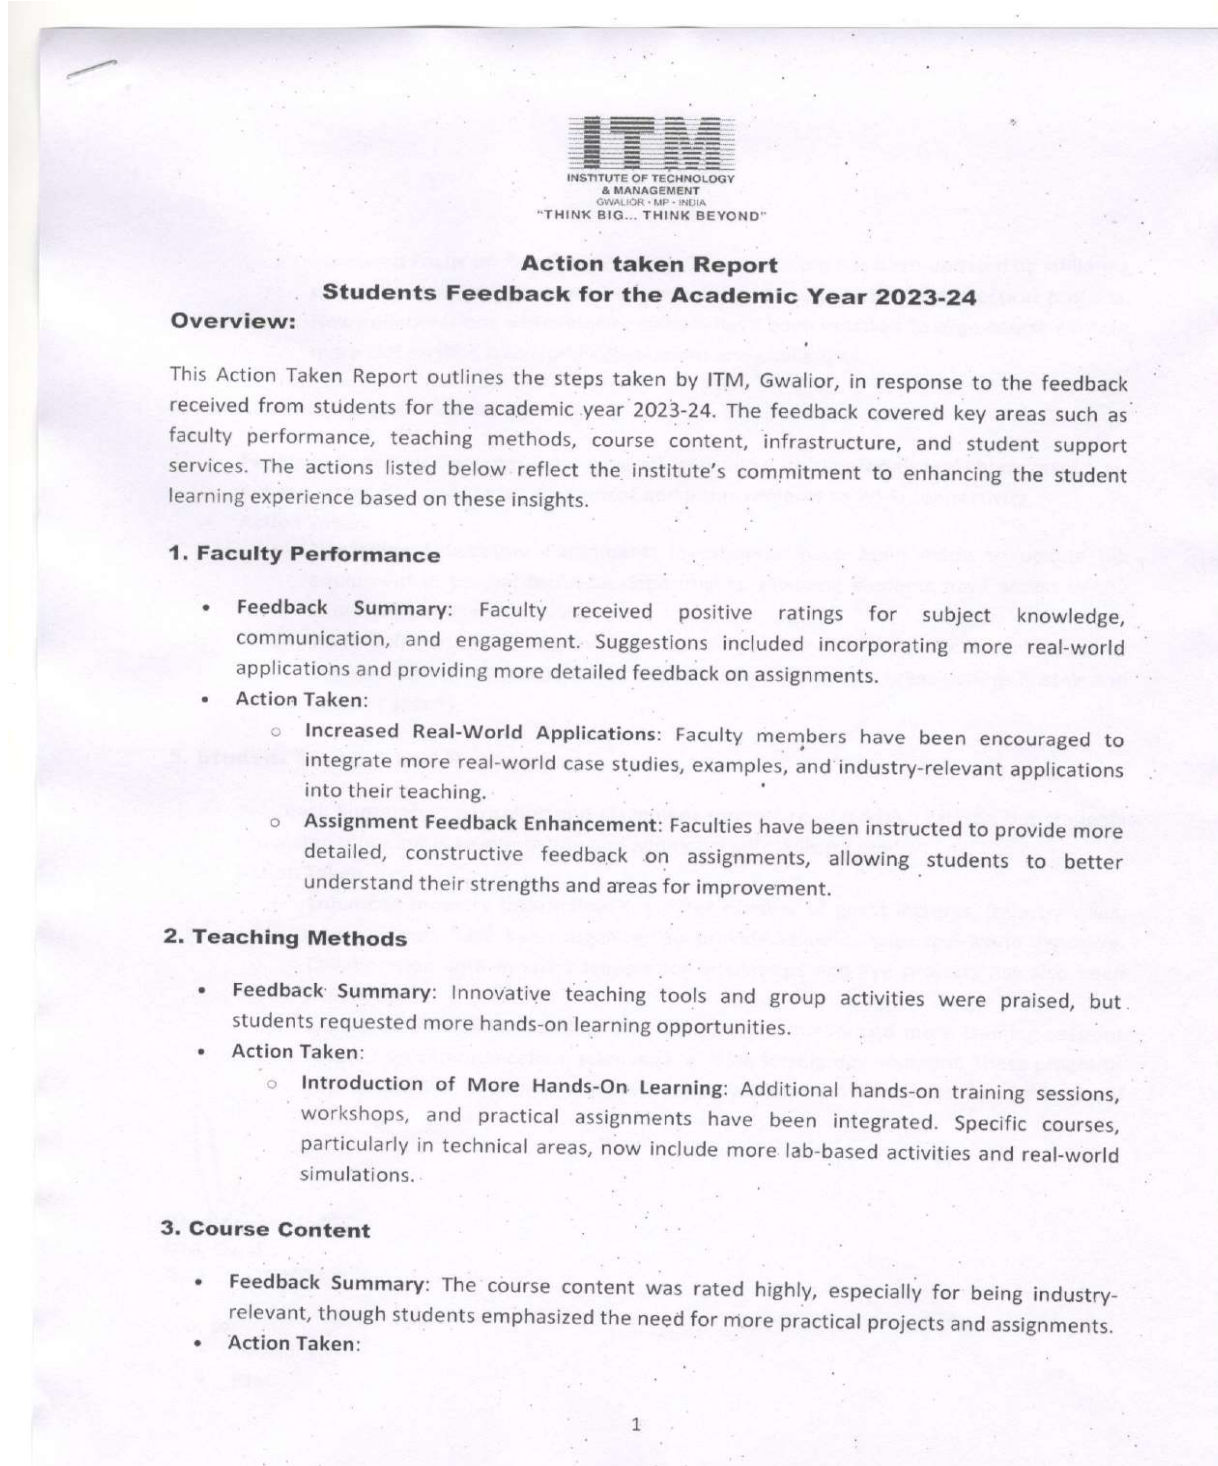 ITM
INSTITUTE OF TECHNOLOGY
& MANAGEMENT
GWALIOR - MP - INDIA
"THINK BIG... THINK BEYOND"
Action taken Report
Students Feedback for the Academic Year 2023-24
Overview:
This Action Taken Report outlines the steps taken by ITM, Gwalior, in response to the feedback
received from students for the academic year 2023-24. The feedback covered key areas such as
faculty performance, teaching methods, course content, infrastructure, and student support
services. The actions listed below reflect the institute's commitment to enhancing the student
learning experience based on these insights.
1. Faculty Performance
• Feedback Summary: Faculty received positive ratings for subject knowledge,
communication, and engagement. Suggestions included incorporating more real-world
applications and providing more detailed feedback on assignments.
• Action Taken:
○ Increased Real-World Applications: Faculty members have been encouraged to
integrate more real-world case studies, examples, and industry-relevant applications
into their teaching.
○ Assignment Feedback Enhancement: Faculties have been instructed to provide more
detailed, constructive feedback on assignments, allowing students to better
understand their strengths and areas for improvement.
2. Teaching Methods
• Feedback Summary: Innovative teaching tools and group activities were praised, but
students requested more hands-on learning opportunities.
• Action Taken:
○ Introduction of More Hands-On Learning: Additional hands-on training sessions,
workshops, and practical assignments have been integrated. Specific courses,
particularly in technical areas, now include more lab-based activities and real-world
simulations.
3. Course Content
• Feedback Summary: The course content was rated highly, especially for being industry-
relevant, though students emphasized the need for more practical projects and assignments.
• Action Taken:
1